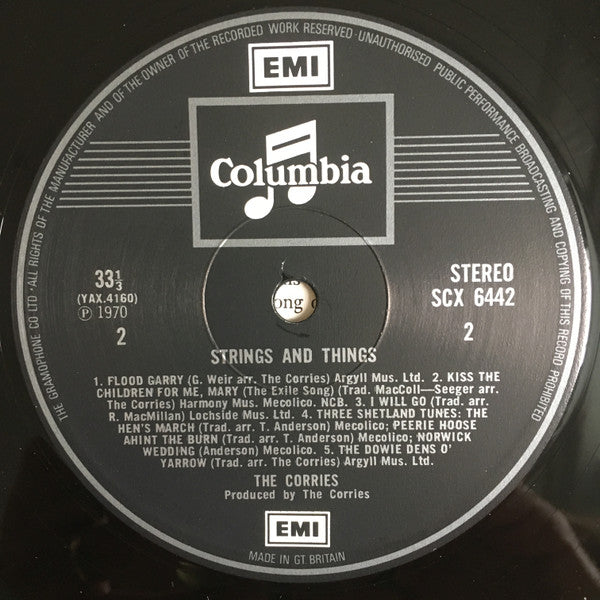 THE GRAMOPHONE CO LTD · ALL RIGHTS OF THE MANUFACTURER AND OF THE OWNER OF THE RECORDED WORK RESERVED · UNAUTHORISED PUBLIC PERFORMANCE BROADCASTING AND COPYING OF THIS RECORD PROHIBITED
EMI
Columbia
33⅓
(YAX.4160)
Ⓟ 1970
2
STEREO
SCX 6442
2
ong
STRINGS AND THINGS
1. FLOOD GARRY (G. Weir arr. The Corries) Argyll Mus. Ltd. 2. KISS THE
CHILDREN FOR ME, MARY (The Exile Song) (Trad. MacColl—Seeger arr.
The Corries) Harmony Mus. Mecolico. NCB. 3. I WILL GO (Trad. arr.
R. MacMillan) Lochside Mus. Ltd. 4. THREE SHETLAND TUNES: THE
HEN'S MARCH (Trad. arr. T. Anderson) Mecolico; PEERIE HOOSE
AHINT THE BURN (Trad. arr. T. Anderson) Mecolico; NORWICK
WEDDING (Anderson) Mecolico. 5. THE DOWIE DENS O'
YARROW (Trad. arr. The Corries) Argyll Mus. Ltd.
THE CORRIES
Produced by The Corries
EMI
MADE IN GT. BRITAIN